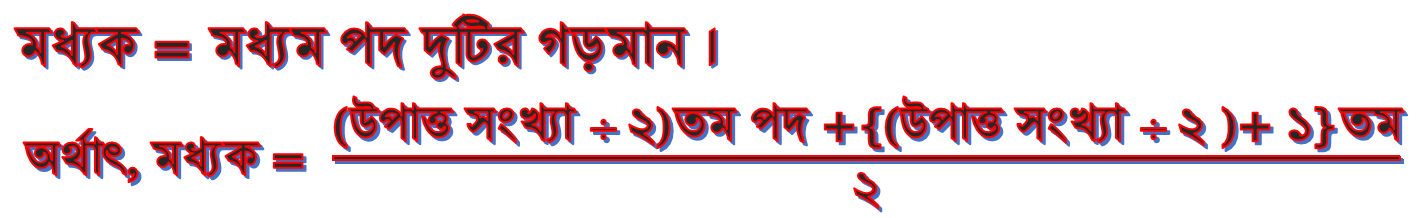 মধ্যক = মধ্যম পদ দুটির গড়মান ।
অর্থাৎ, মধ্যক = (উপাত্ত সংখ্যা ÷ ২)তম পদ +{(উপাত্ত সংখ্যা ÷ ২ )+ ১}তম
২